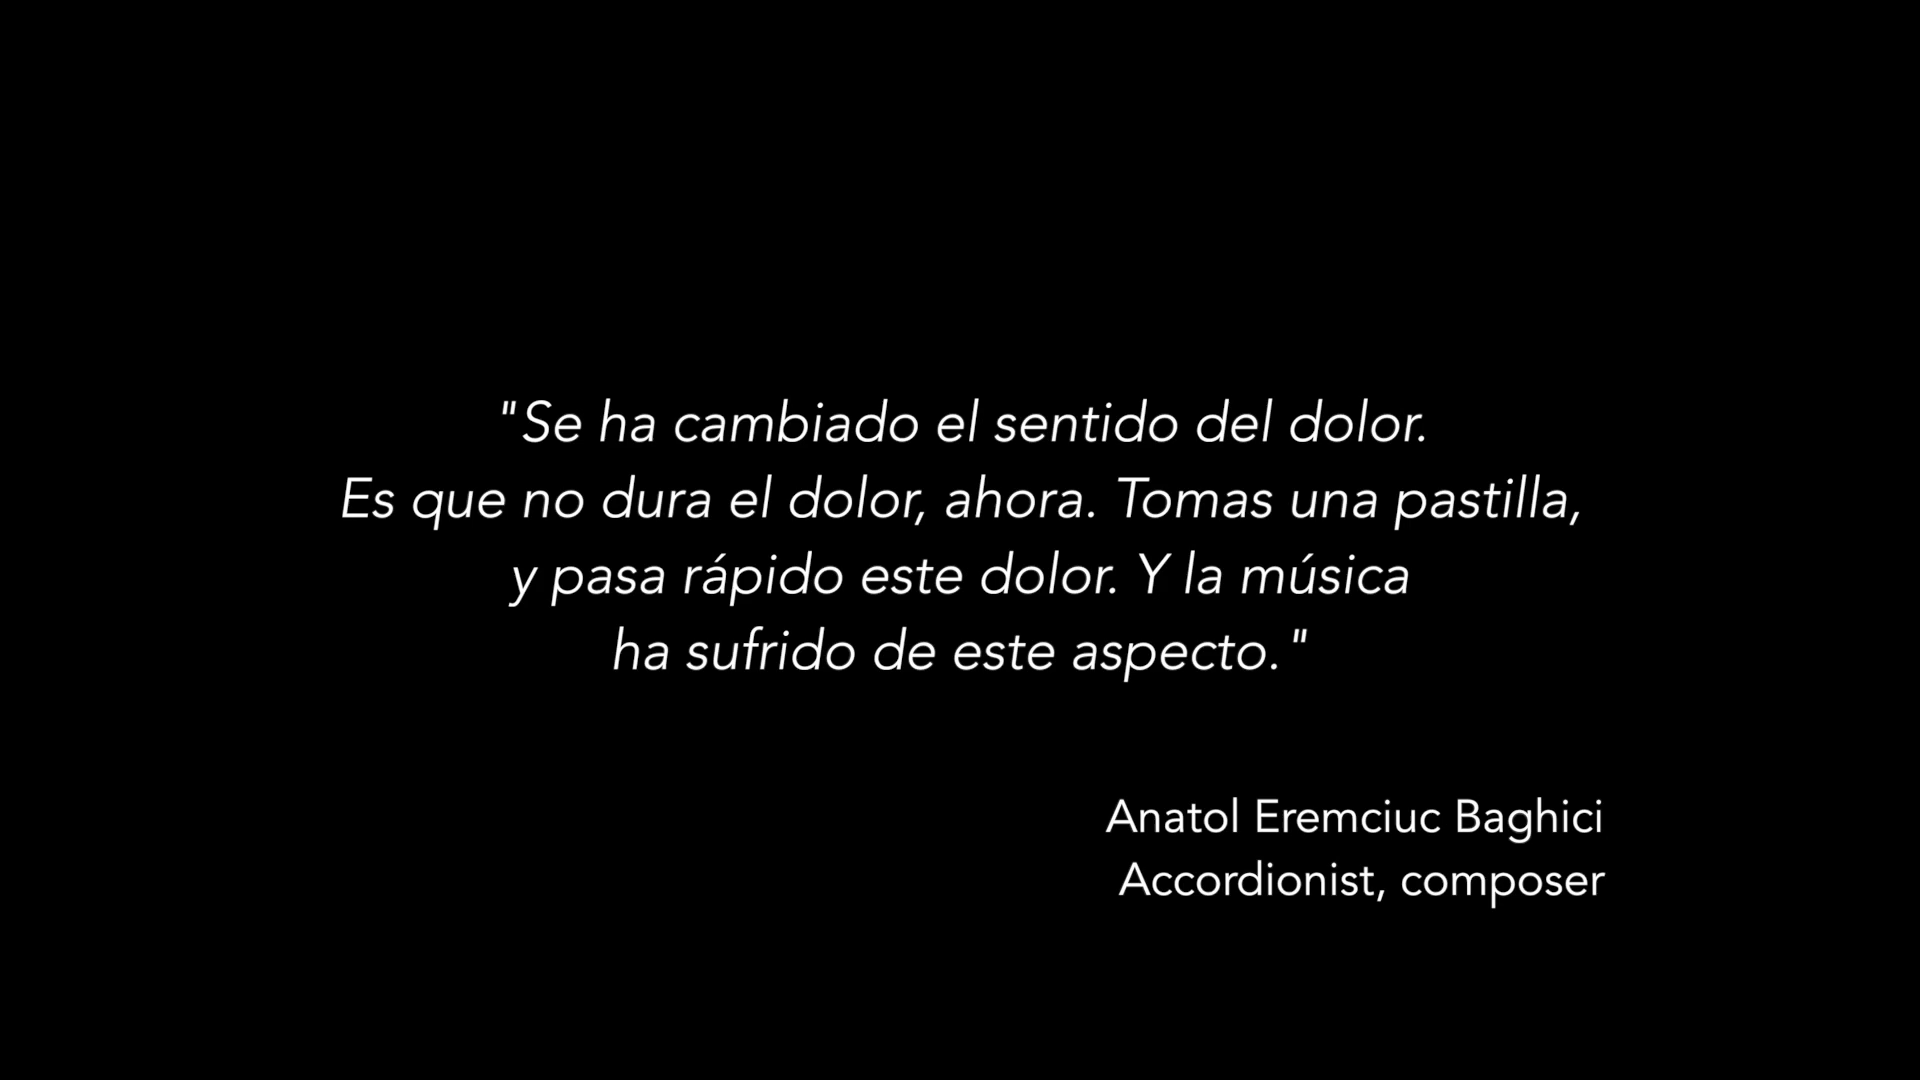 "Se ha cambiado el sentido del dolor.
Es que no dura el dolor, ahora. Tomas una pastilla,
y pasa rápido este dolor. Y la música
ha sufrido de este aspecto."
Anatol Eremciuc Baghici
Accordionist, composer